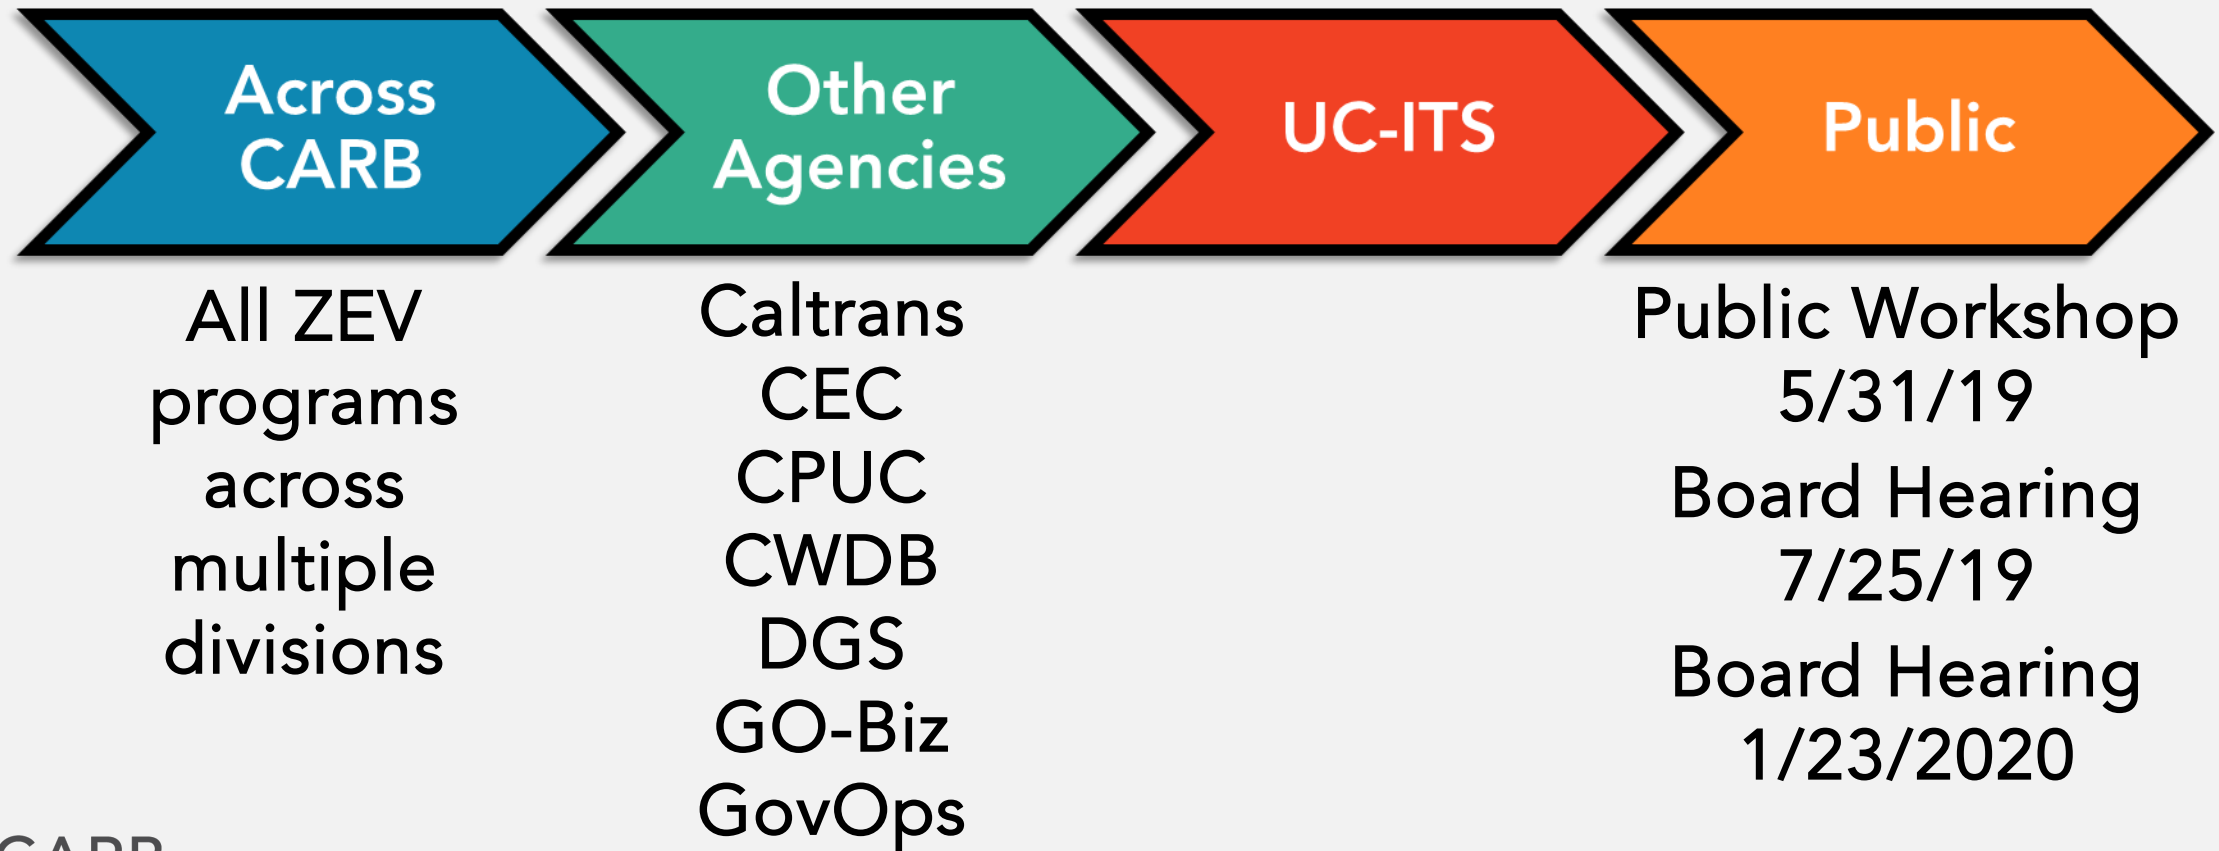 Across
CARB
Other
Agencies
UC-ITS
Public
All ZEV
programs
across
multiple
divisions
Caltrans
CEC
CPUC
CWDB
DGS
GO-Biz
GovOps
Public Workshop
5/31/19
Board Hearing
7/25/19
Board Hearing
1/23/2020
CARB